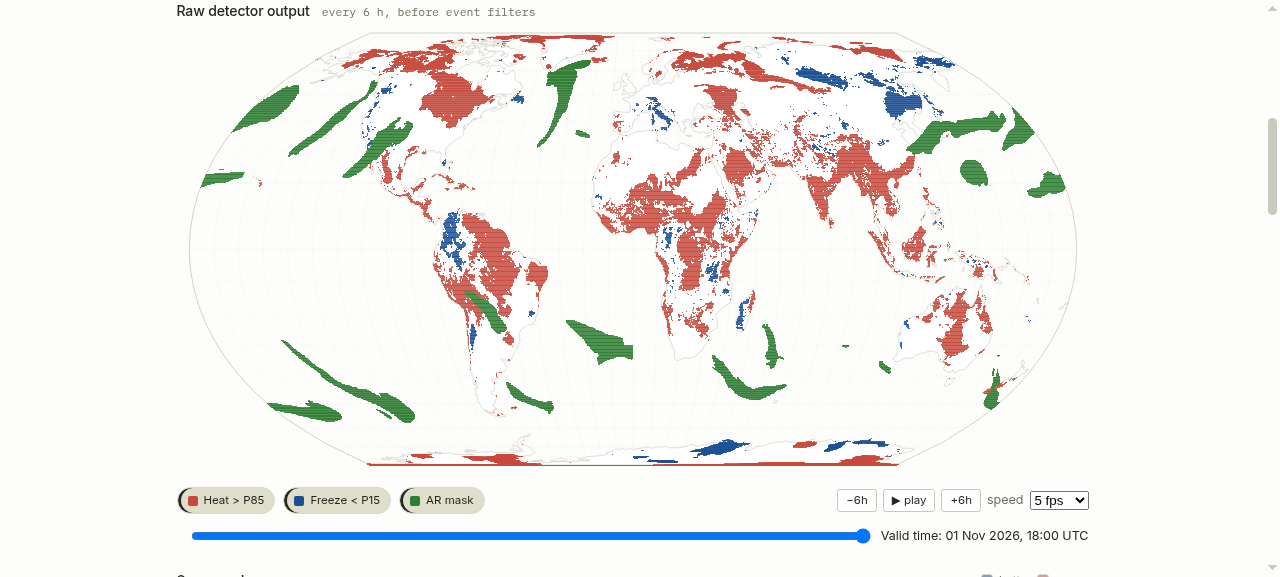 Raw detector output every 6 h, before event filters
Heat > P85 Freeze < P15 AR mask −6h ▶ play +6h speed 5 fps
Valid time: 01 Nov 2026, 18:00 UTC